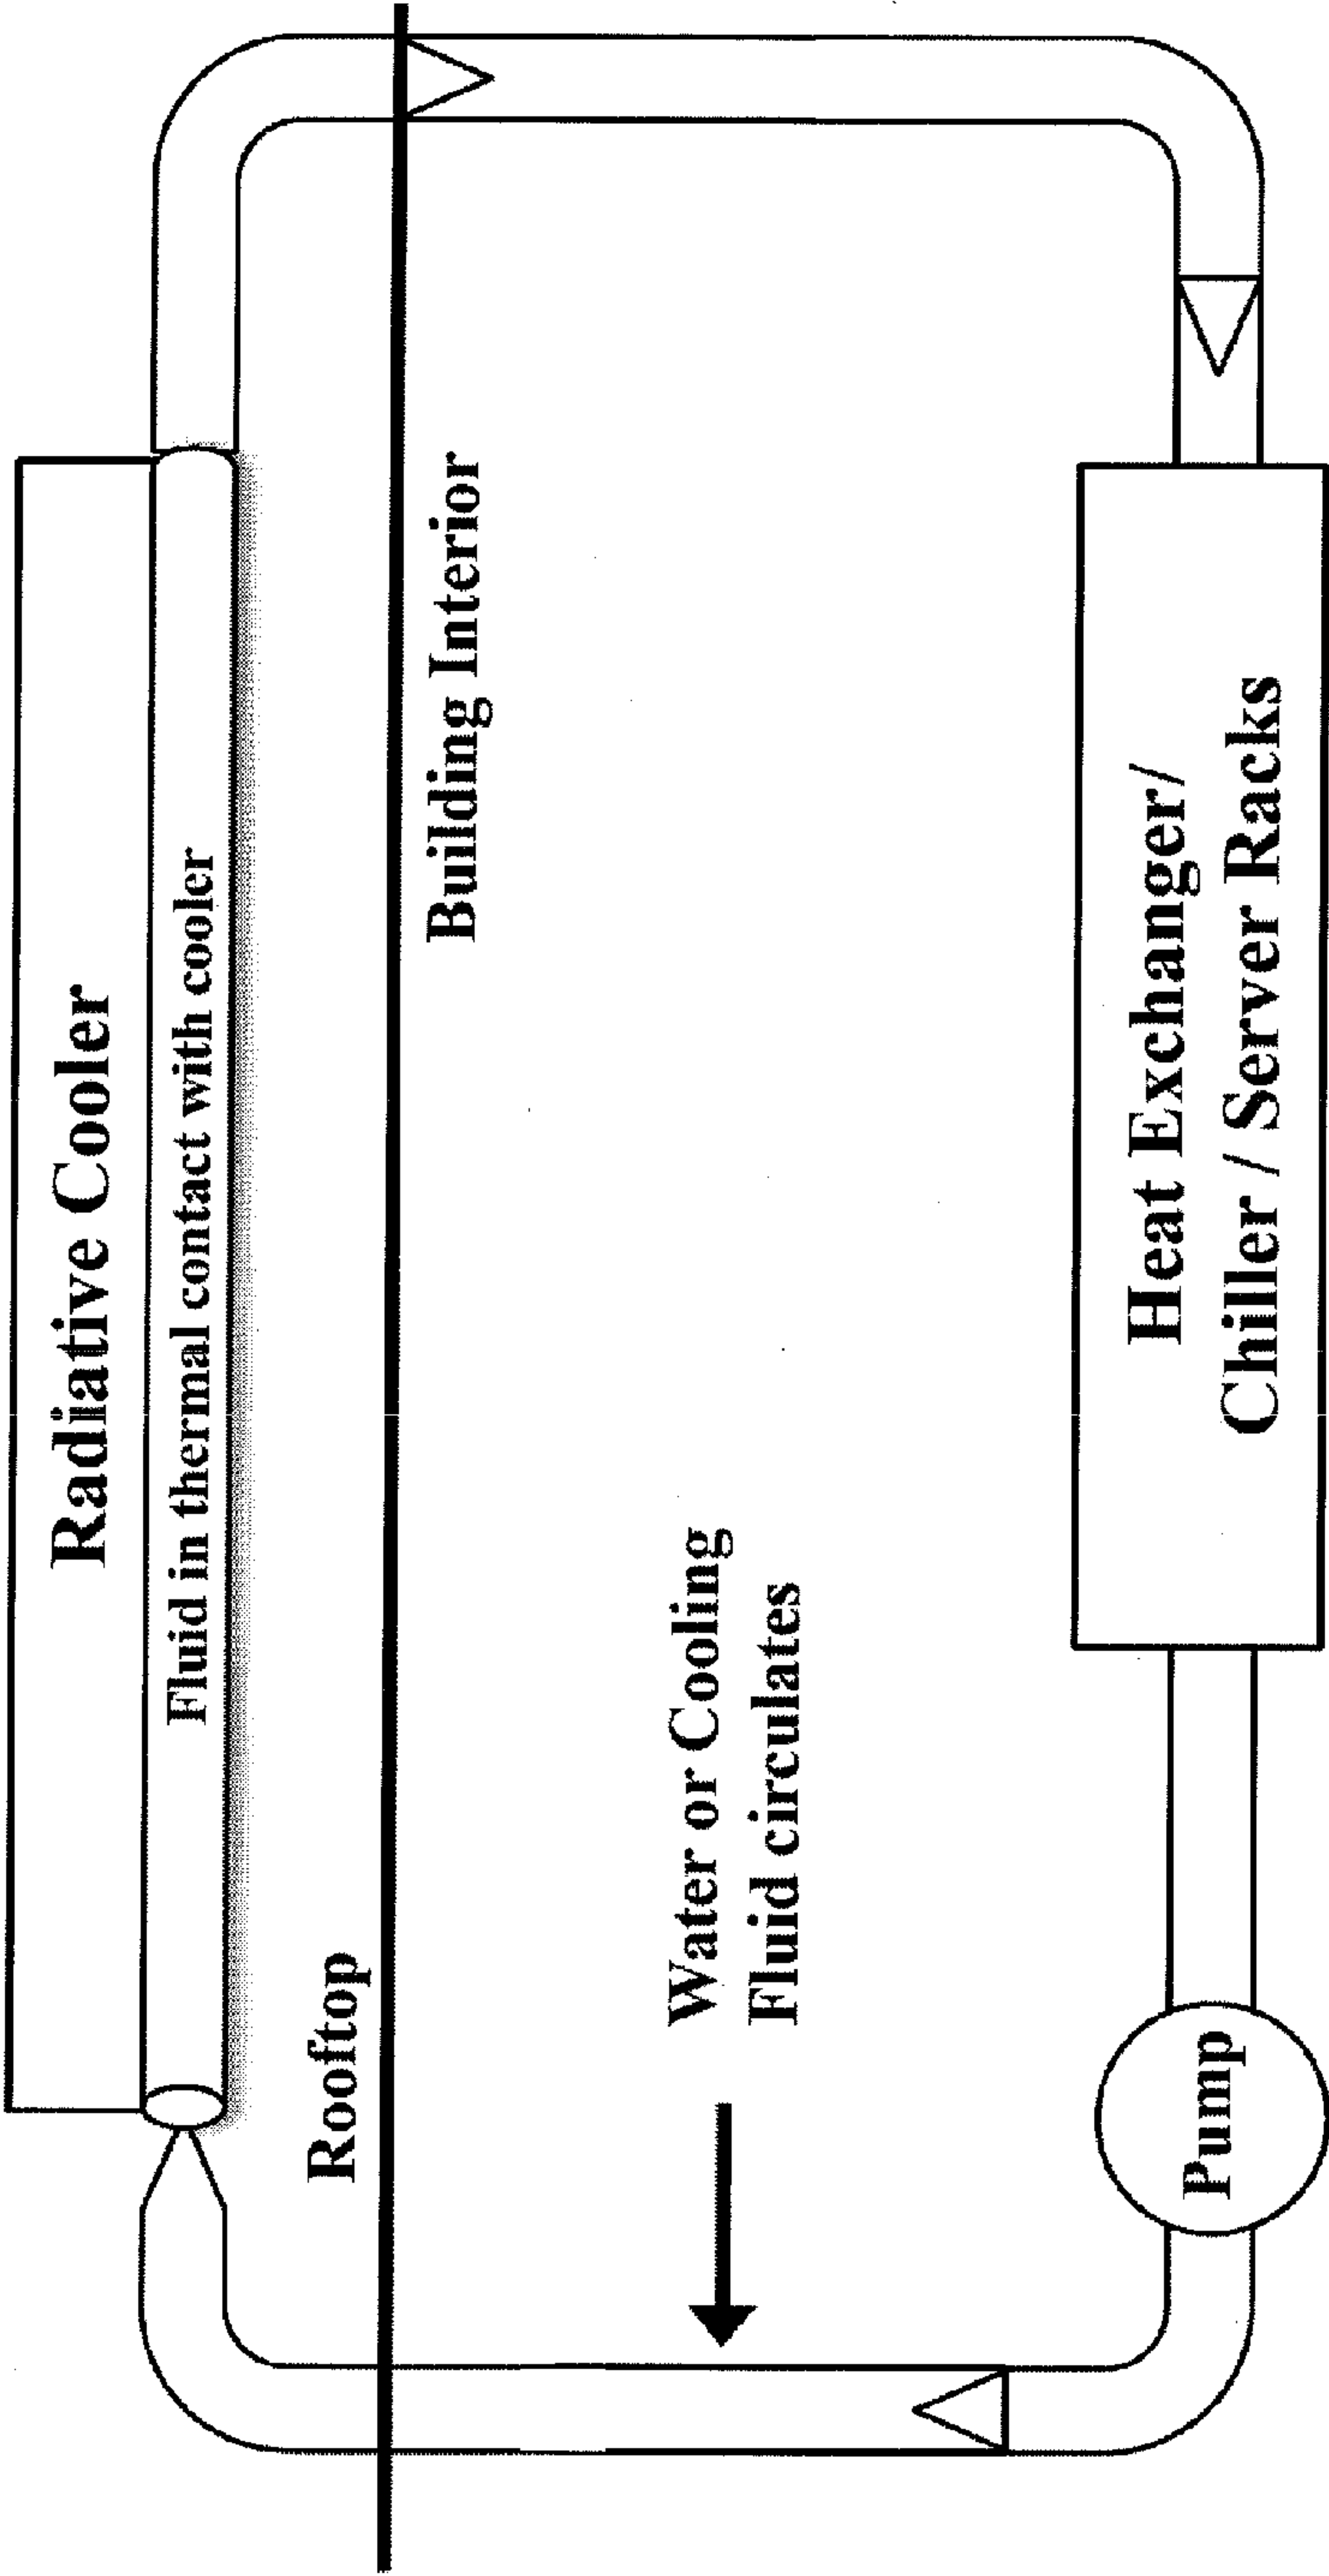 Radiative Cooler
Fluid in thermal contact with cooler
Rooftop
Building Interior
Water or Cooling
Fluid circulates
Heat Exchanger/
Chiller / Server Racks
Pump